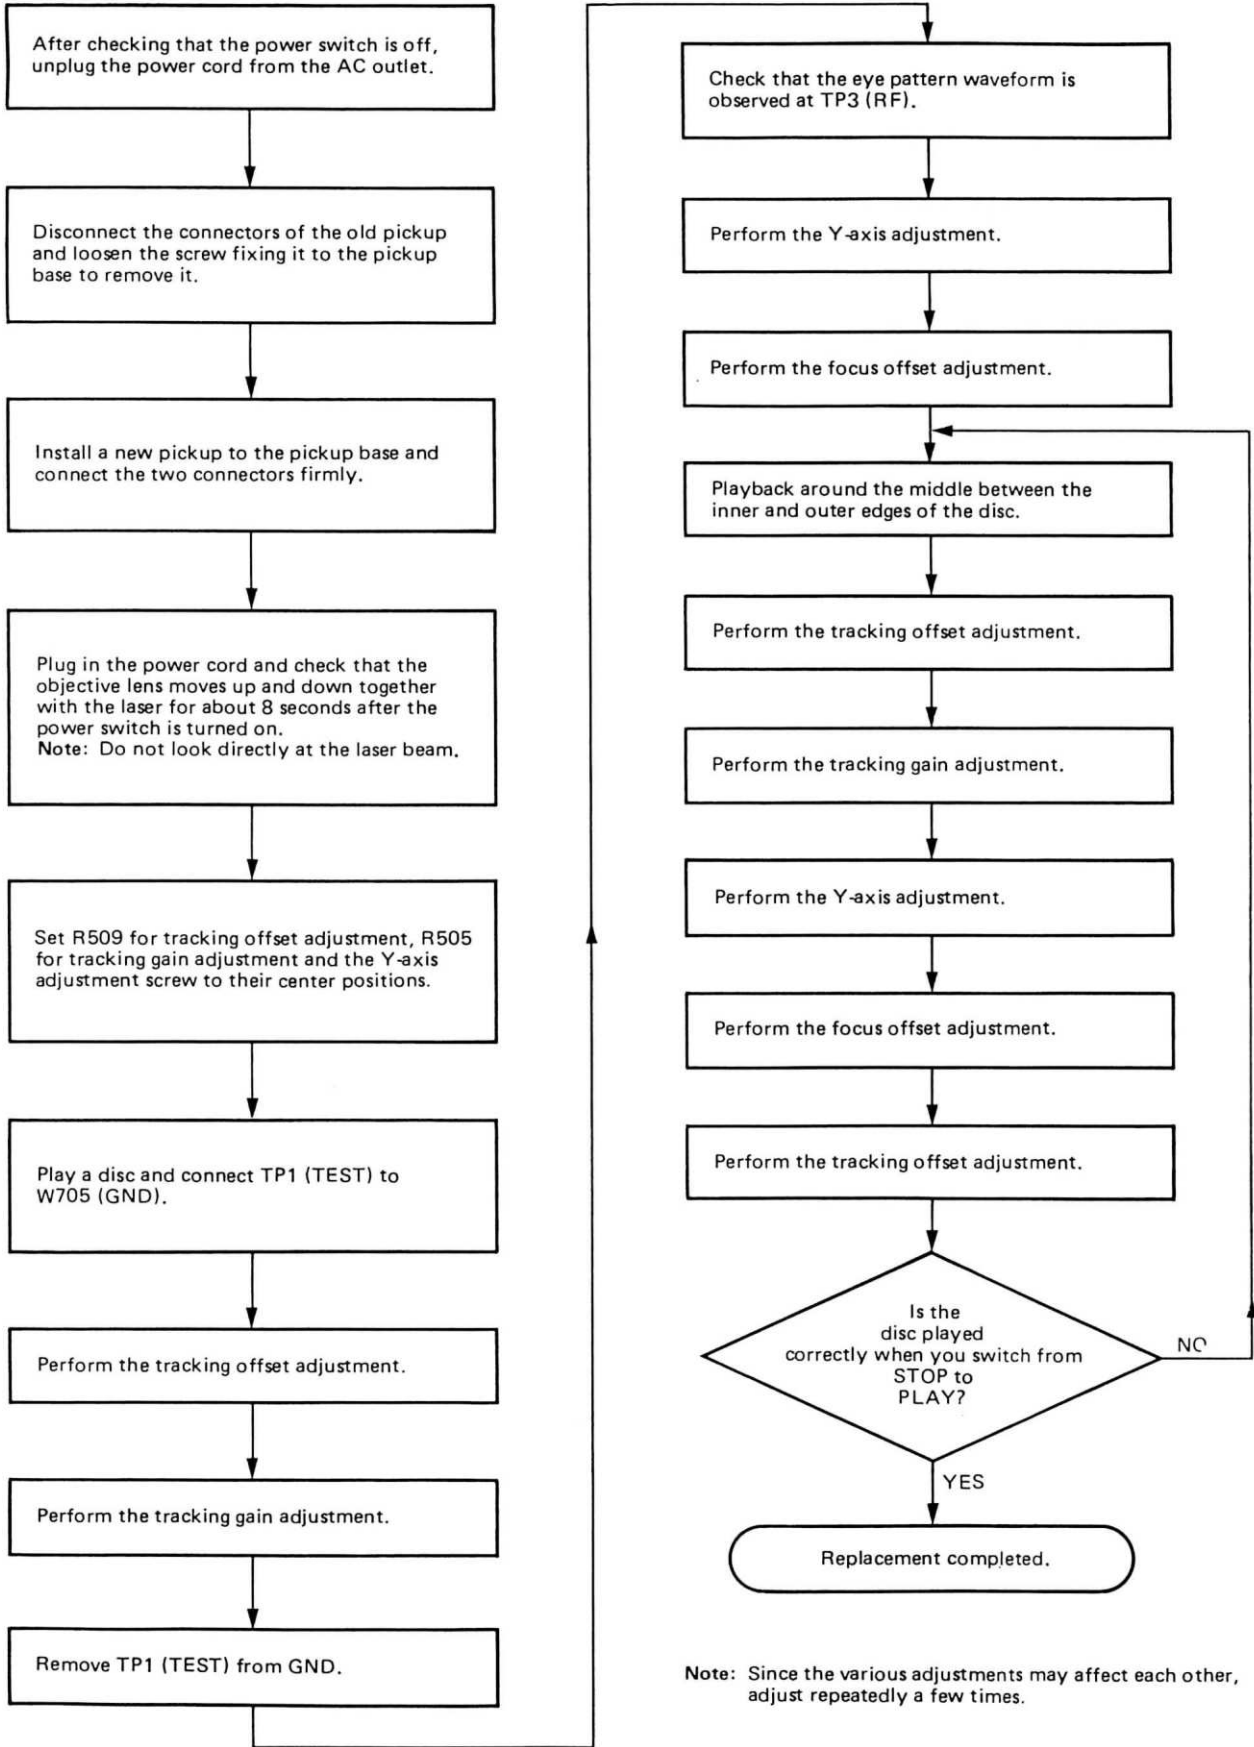 After checking that the power switch is off,
unplug the power cord from the AC outlet.
Disconnect the connectors of the old pickup
and loosen the screw fixing it to the pickup
base to remove it.
Install a new pickup to the pickup base and
connect the two connectors firmly.
Plug in the power cord and check that the
objective lens moves up and down together
with the laser for about 8 seconds after the
power switch is turned on.
Note: Do not look directly at the laser beam.
Set R509 for tracking offset adjustment, R505
for tracking gain adjustment and the Y-axis
adjustment screw to their center positions.
Play a disc and connect TP1 (TEST) to
W705 (GND).
Perform the tracking offset adjustment.
Perform the tracking gain adjustment.
Remove TP1 (TEST) from GND.
Check that the eye pattern waveform is
observed at TP3 (RF).
Perform the Y-axis adjustment.
Perform the focus offset adjustment.
Playback around the middle between the
inner and outer edges of the disc.
Perform the tracking offset adjustment.
Perform the tracking gain adjustment.
Perform the Y-axis adjustment.
Perform the focus offset adjustment.
Perform the tracking offset adjustment.
Is the
disc played
correctly when you switch from
STOP to
PLAY?
NO
YES
Replacement completed.
Note: Since the various adjustments may affect each other,
adjust repeatedly a few times.